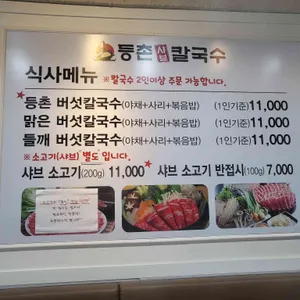 등촌 샤브 칼국수
식사메뉴 ※칼국수 2인이상 주문 가능합니다.
등촌 버섯칼국수(야채+사리+볶음밥) (1인기준)11,000
맑은 버섯칼국수(야채+사리+볶음밥) (1인기준)11,000
들깨 버섯칼국수(야채+사리+볶음밥) (1인기준)11,000
※소고기(샤브) 별도 입니다.
샤브 소고기(200g) 11,000 샤브 소고기 반접시(100g) 7,000